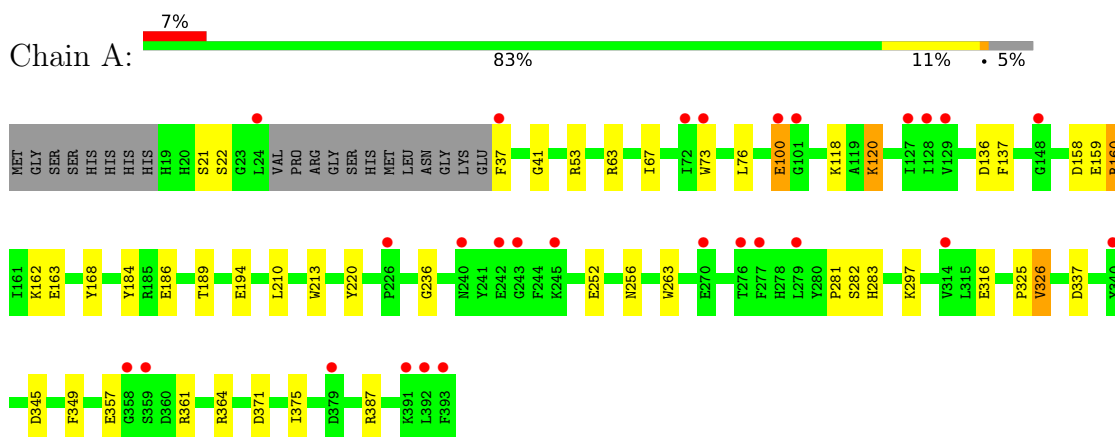 7%
Chain A:
83% 11% • 5%
MET GLY SER SER HIS HIS HIS HIS HIS H19 H20 S21 S22 G23 L24 VAL PRO ARG GLY SER HIS MET LEU ASN GLY LYS GLU F37 G41 R53 R63 I67 I72 W73 L76 E100 G101 K118 A119 K120 I127 I128 V129 D136 F137 G148 D158 E159 R160
I161 K162 E163 Y168 Y184 R185 E186 T189 E194 L210 W213 Y220 P226 G236 N240 Y241 E242 G243 F244 K245 E252 N256 W263 E270 T276 F277 H278 L279 Y280 P281 S282 H283 K297 V314 L315 E316 P325 V326 D337
D345 F349 E357 G358 S359 D360 R361 R364 D371 I375 D379 R387 K391 L392 F393